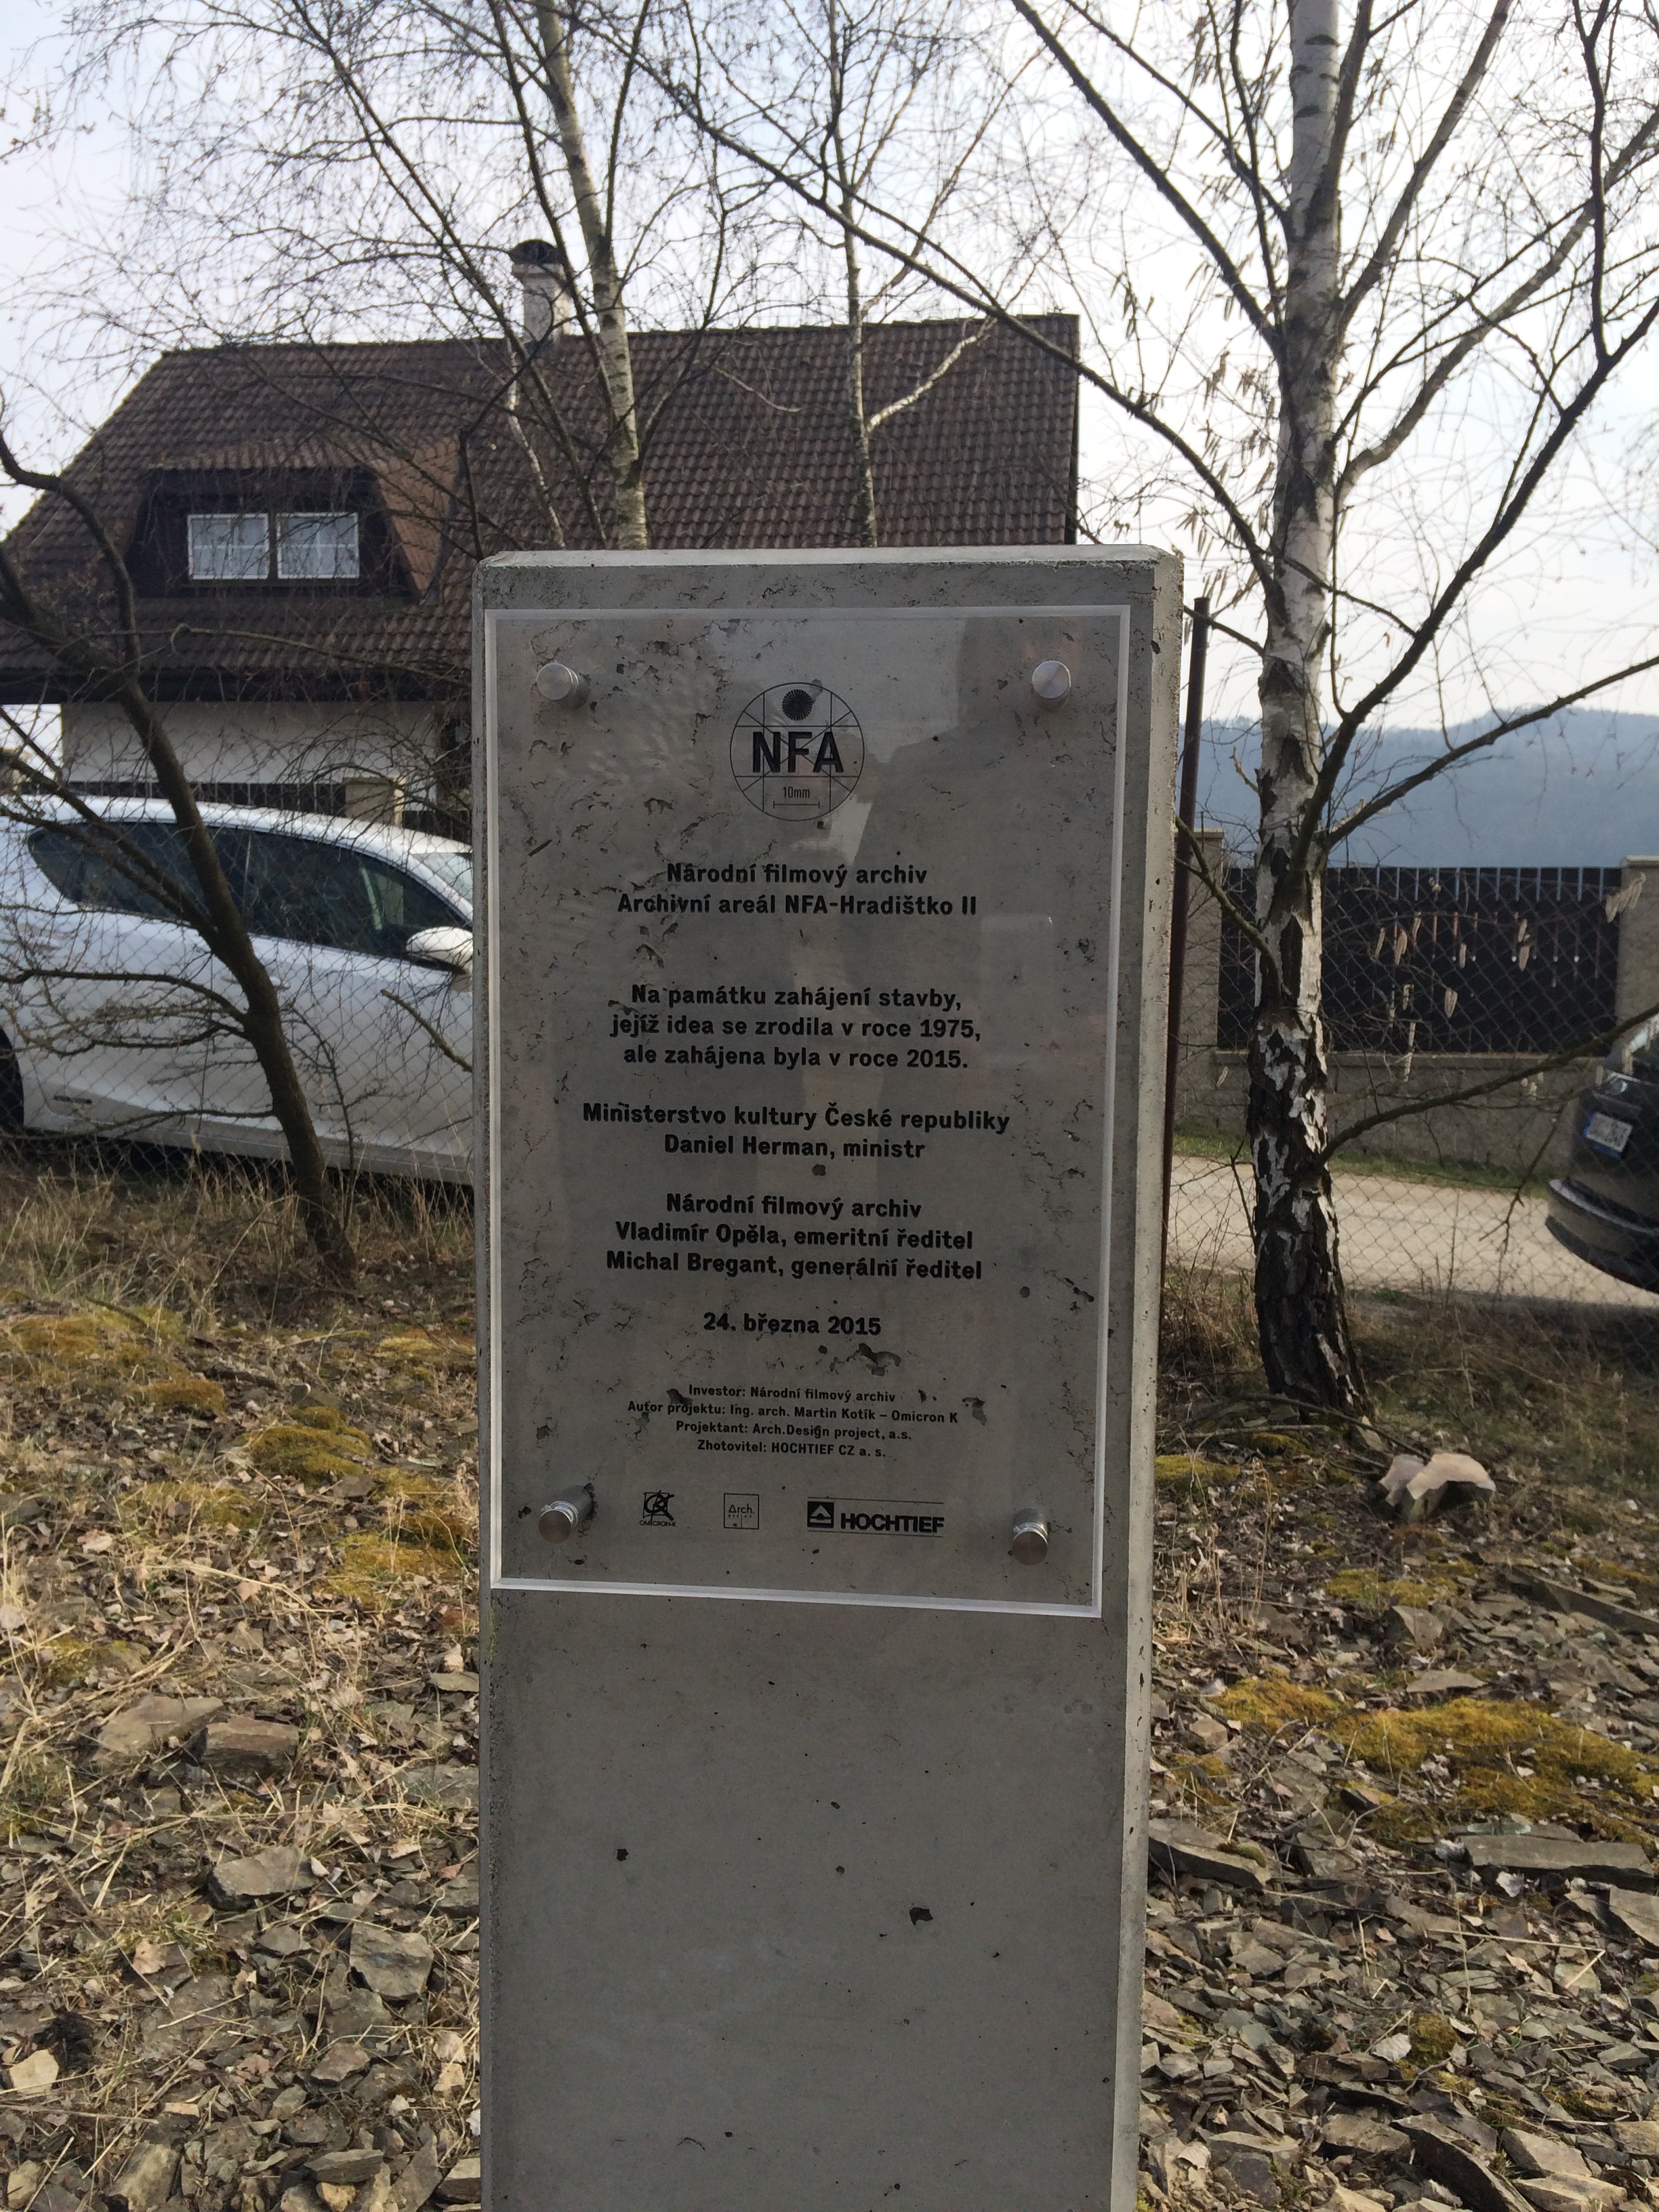 NFA
10mm
Národní filmový archiv
Archivní areál NFA-Hradištko II
Na památku zahájení stavby,
jejíž idea se zrodila v roce 1975,
ale zahájena byla v roce 2015.
Ministerstvo kultury České republiky
Daniel Herman, ministr
Národní filmový archiv
Vladimír Opěla, emeritní ředitel
Michal Bregant, generální ředitel
24. března 2015
Investor: Národní filmový archiv
Autor projektu: Ing. arch. Martin Kotík – Omicron K
Projektant: Arch.Design project, a.s.
Zhotovitel: HOCHTIEF CZ a. s.
OMICRON-K
Arch.
HOCHTIEF